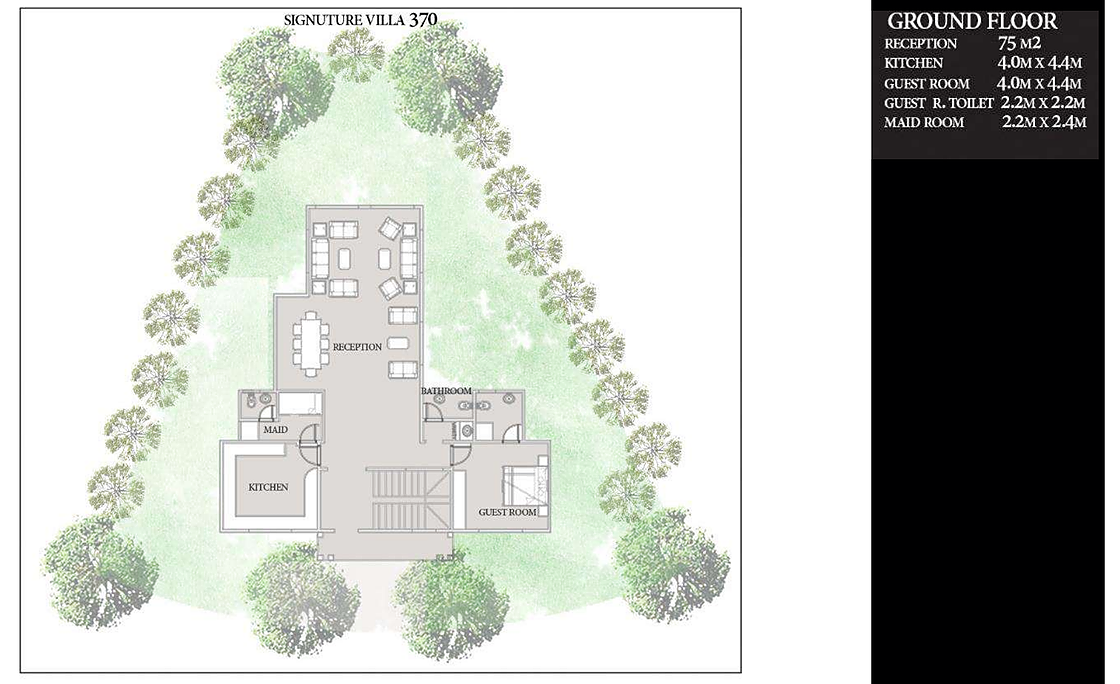 SIGNUTURE VILLA 370
RECEPTION
BATHROOM
MAID
KITCHEN
GUEST ROOM
GROUND FLOOR
RECEPTION 75 M2
KITCHEN 4.0M X 4.4M
GUEST ROOM 4.0M X 4.4M
GUEST R. TOILET 2.2M X 2.2M
MAID ROOM 2.2M X 2.4M